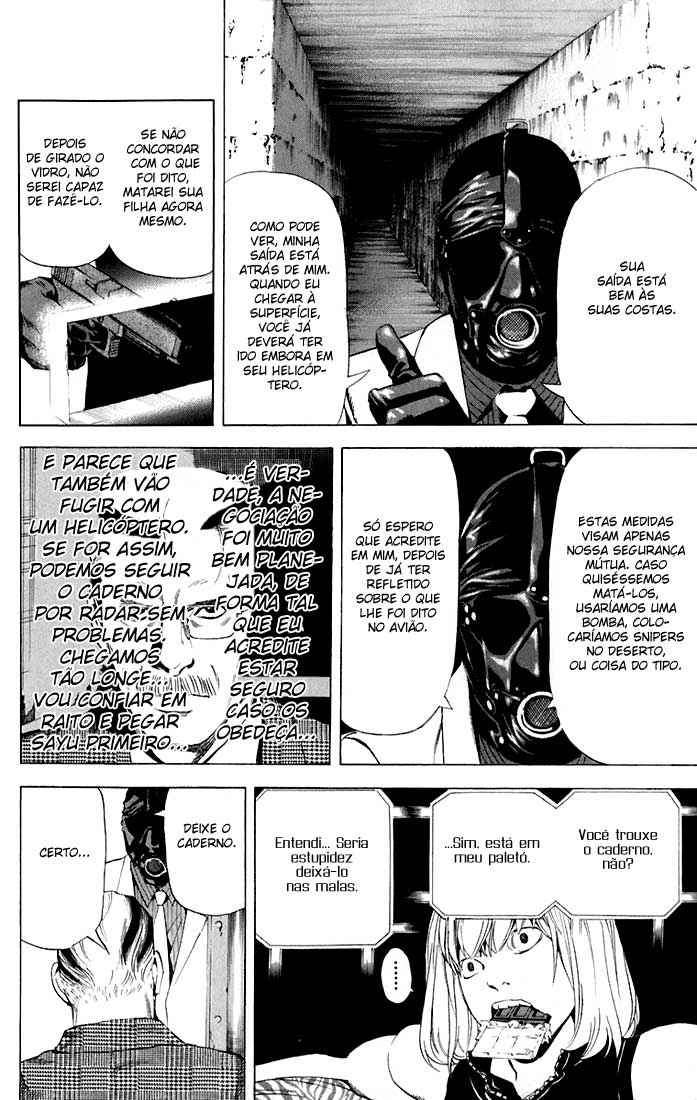 SUA
SAÍDA ESTÁ
BEM ÀS
SUAS COSTAS.
COMO PODE
VER, MINHA
SAÍDA ESTÁ
ATRÁS DE MIM.
QUANDO EU
CHEGAR À
SUPERFÍCIE,
VOCÊ JÁ
DEVERÁ TER
IDO EMBORA EM
SEU HELICÓP-
TERO.
SE NÃO
CONCORDAR
COM O QUE
FOI DITO,
MATAREI SUA
FILHA AGORA
MESMO.
DEPOIS
DE GIRADO O
VIDRO, NÃO
SEREI CAPAZ
DE FAZÊ-LO.
ESTAS MEDIDAS
VISAM APENAS
NOSSA SEGURANÇA
MÚTUA. CASO
QUISÉSSEMOS
MATÁ-LOS,
USARÍAMOS UMA
BOMBA, COLO-
CARÍAMOS SNIPERS
NO DESERTO,
OU COISA DO TIPO.
SÓ ESPERO
QUE ACREDITE
EM MIM, DEPOIS
DE JÁ TER
REFLETIDO
SOBRE O QUE
LHE FOI DITO
NO AVIÃO.
...É VER-
DADE, A NE-
GOCIAÇÃO
FOI MUITO
BEM PLANE-
JADA, DE
FORMA TAL
QUE EU
ACREDITE
ESTAR
SEGURO
CASO OS
OBEDEÇA...
E PARECE QUE
TAMBÉM VÃO
FUGIR COM
UM HELICÓPTERO.
SE FOR ASSIM,
PODEMOS SEGUIR
O CADERNO
POR RADAR SEM
PROBLEMAS.
CHEGAMOS
TÃO LONGE...
VOU CONFIAR EM
RAITO E PEGAR
SAYU PRIMEIRO...
Você trouxe
o caderno,
não?
...Sim, está em
meu paletó.
Entendi... Seria
estupidez
deixá-lo
nas malas.
......
DEIXE O
CADERNO.
CERTO...